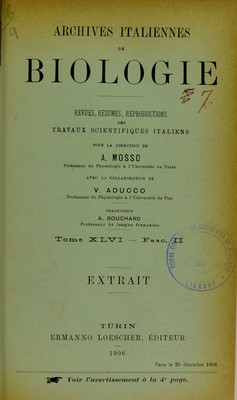 ARCHIVES ITALIENNES
DE
BIOLOGIE
7.
REVUES, RÉSUMÉS, REPRODUCTIONS
DES
TRAVAUX SCIENTIFIQUES ITALIENS
SOUS LA DIRECTION DE
A. MOSSO
Professeur de Physiologie à l'Université de Turin
AVEC LA COLLABORATION DE
V. ADUCCO
Professeur de Physiologie à l'Université de Pise
TRADUCTEUR
A. BOUCHARD
Professeur de langue française.
Tome XLVI — Fasc. II
EXTRAIT
LIBRARY
TURIN
ERMANNO LOESCHER, ÉDITEUR
1906
Paru le 29 décembre 1906
Voir l'avertissement à la 4e page.